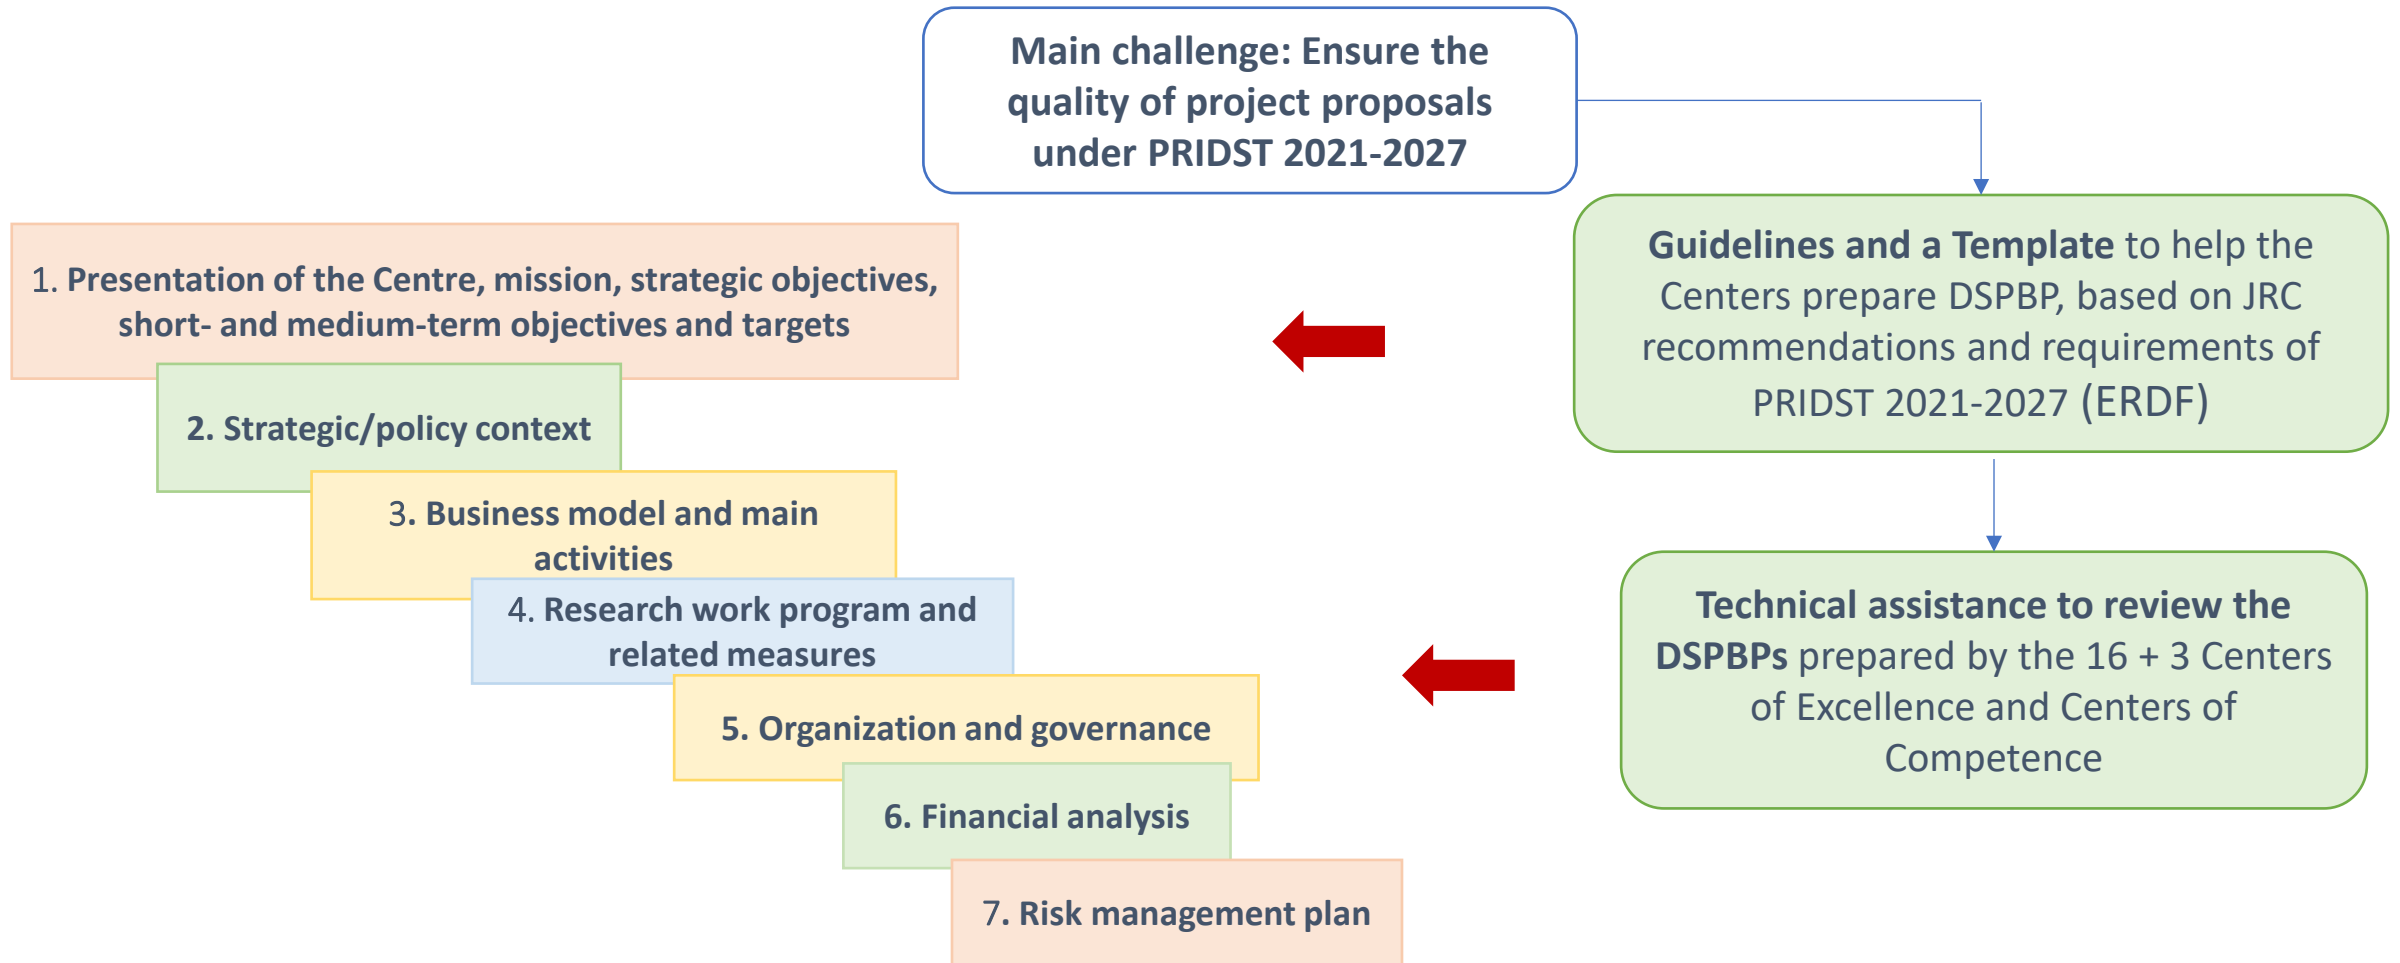 Main challenge: Ensure the
quality of project proposals
under PRIDST 2021-2027
Guidelines and a Template to help the
Centers prepare DSPBP, based on JRC
recommendations and requirements of
PRIDST 2021-2027 (ERDF)
Technical assistance to review the
DSPBPs prepared by the 16 + 3 Centers
of Excellence and Centers of
Competence
1. Presentation of the Centre, mission, strategic objectives,
short- and medium-term objectives and targets
2. Strategic/policy context
3. Business model and main
activities
4. Research work program and
related measures
5. Organization and governance
6. Financial analysis
7. Risk management plan